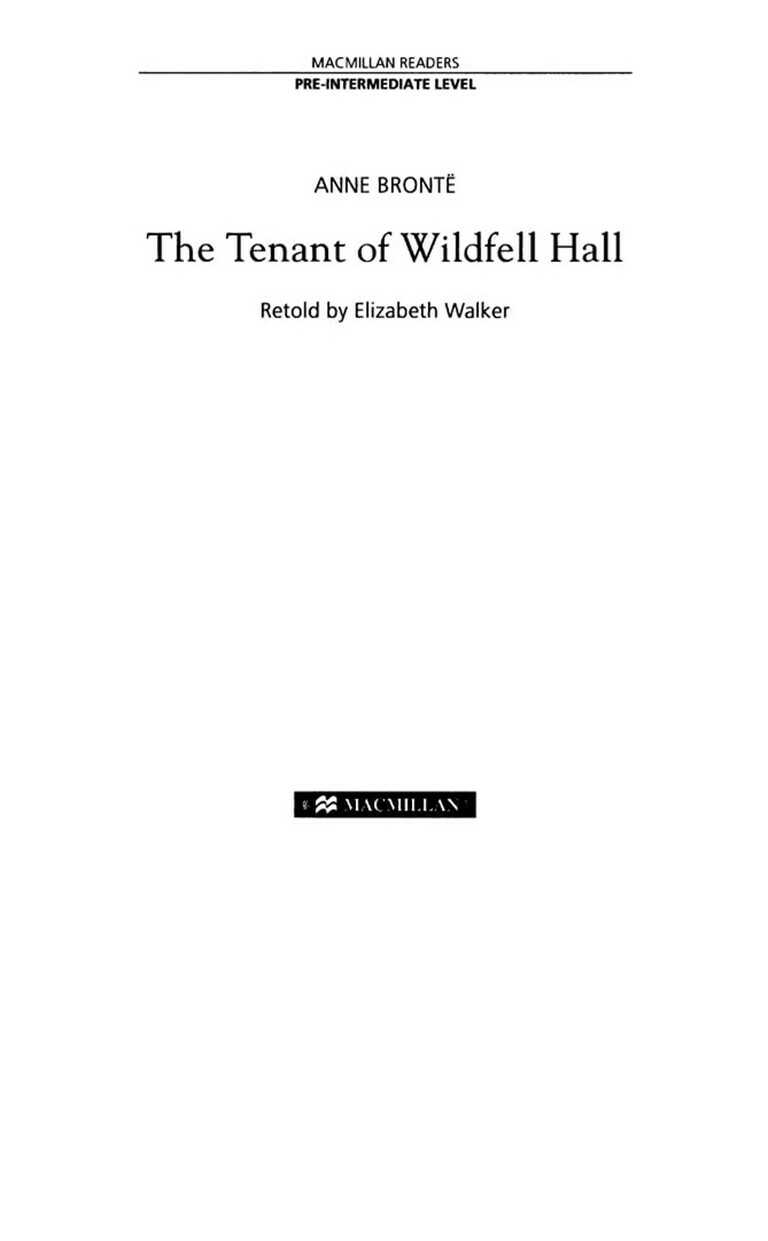 MACMILLAN READERS
PRE-INTERMEDIATE LEVEL
ANNE BRONTË
The Tenant of Wildfell Hall
Retold by Elizabeth Walker
MACMILLAN